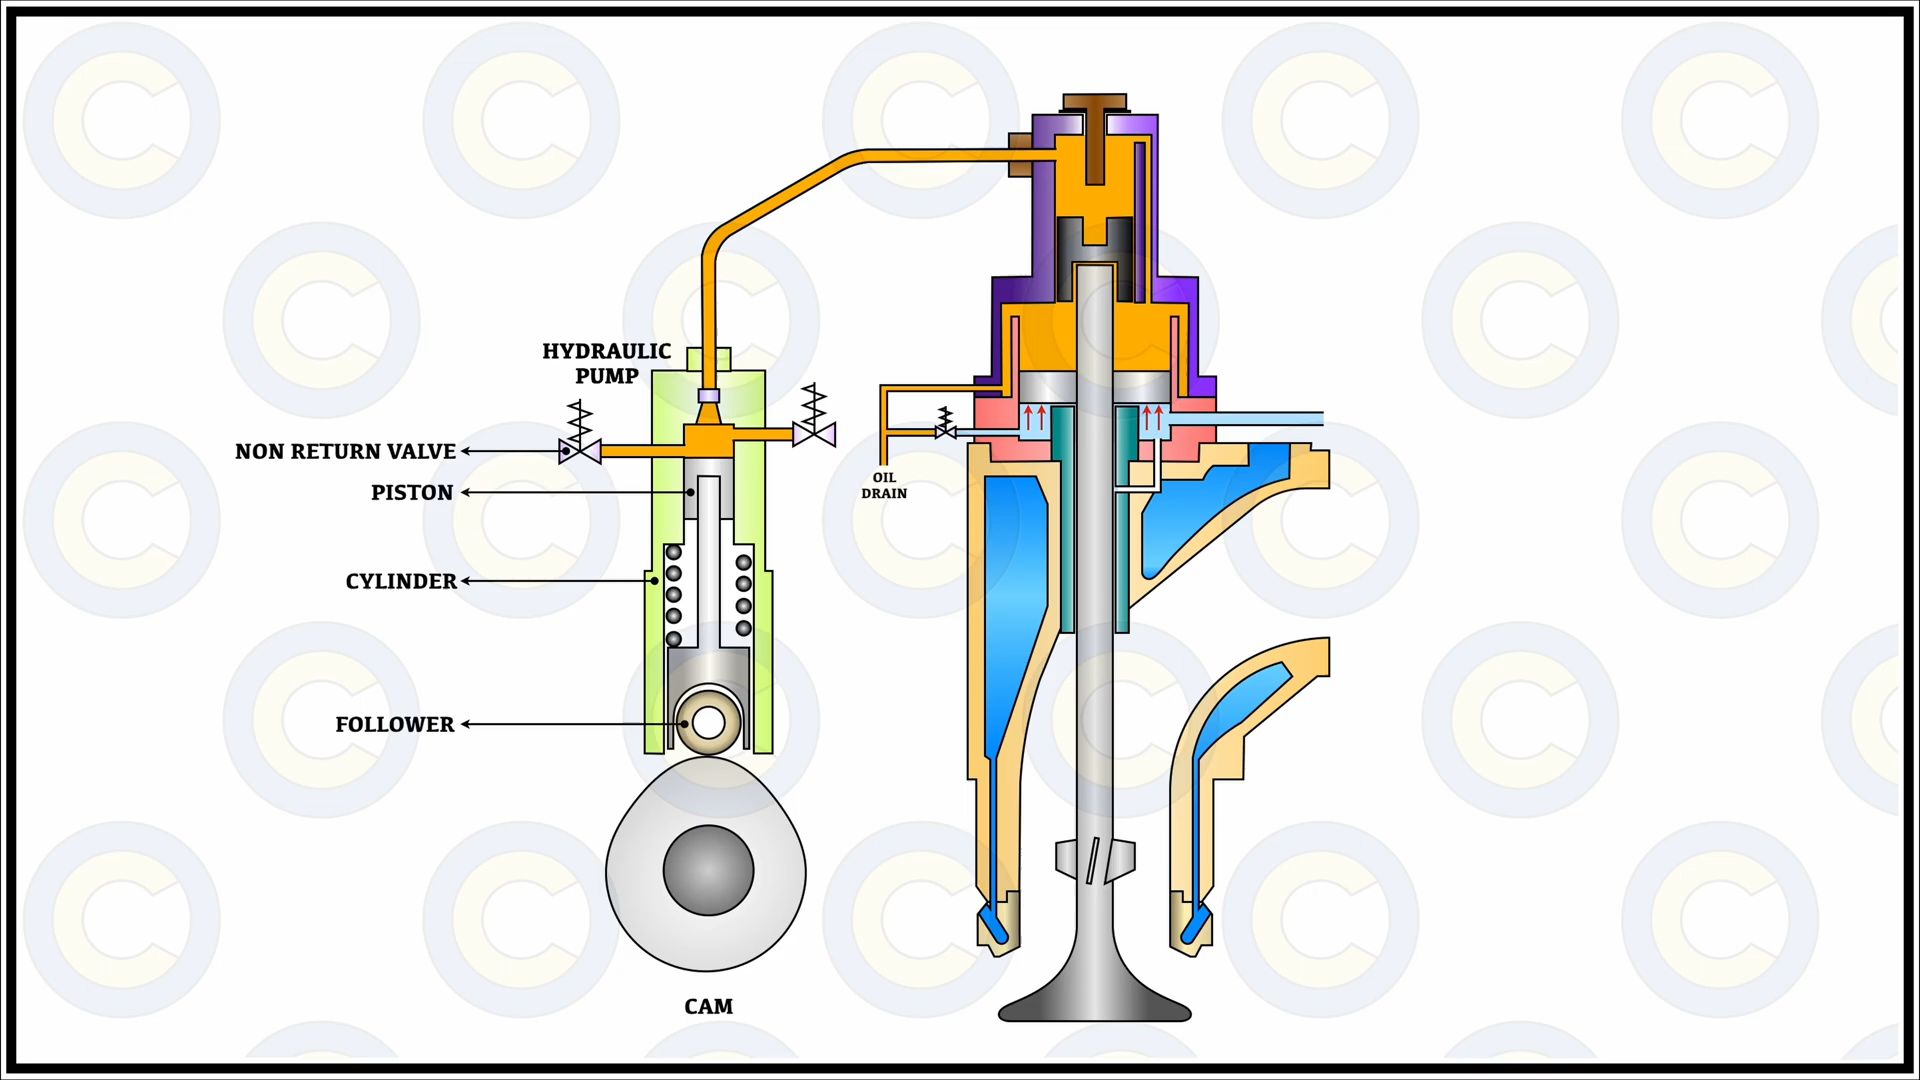 HYDRAULIC
PUMP
NON RETURN VALVE
PISTON
OIL
DRAIN
CYLINDER
FOLLOWER
CAM